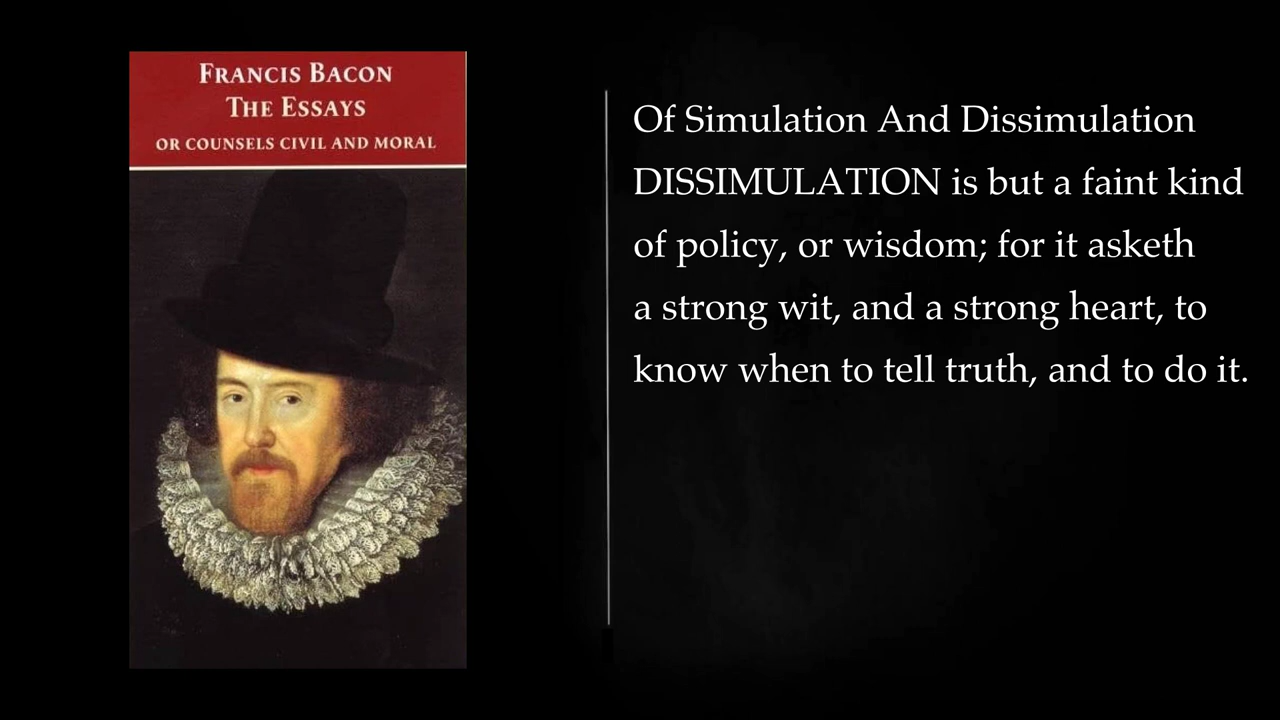 FRANCIS BACON
THE ESSAYS
OR COUNSELS CIVIL AND MORAL
Of Simulation And Dissimulation
DISSIMULATION is but a faint kind
of policy, or wisdom; for it asketh
a strong wit, and a strong heart, to
know when to tell truth, and to do it.